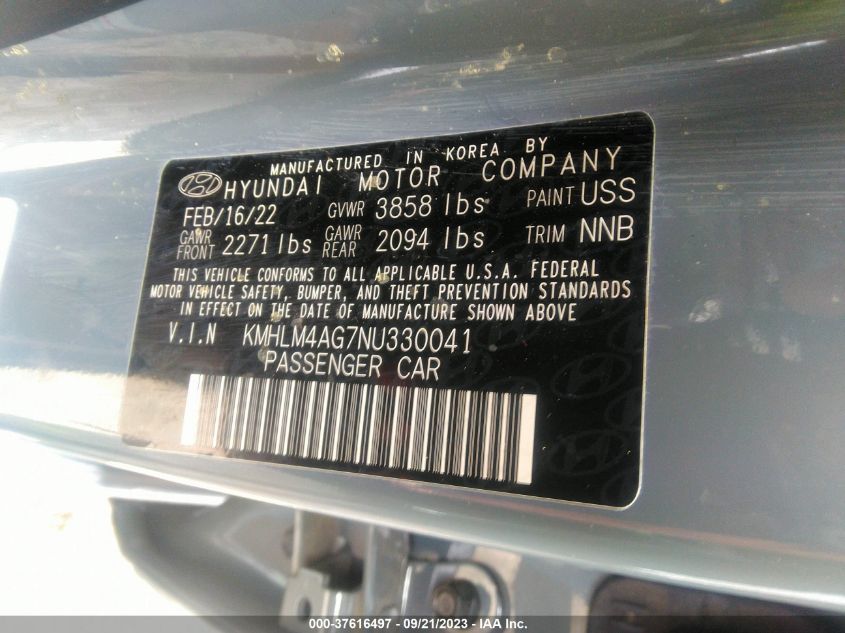 MANUFACTURED IN KOREA BY
HYUNDAI MOTOR COMPANY
FEB/16/22 GVWR 3858 lbs PAINT USS
GAWR FRONT 2271 lbs GAWR REAR 2094 lbs TRIM NNB
THIS VEHICLE CONFORMS TO ALL APPLICABLE U.S.A. FEDERAL
MOTOR VEHICLE SAFETY, BUMPER, AND THEFT PREVENTION STANDARDS
IN EFFECT ON THE DATE OF MANUFACTURE SHOWN ABOVE
V.I.N KMHLM4AG7NU330041
PASSENGER CAR
000-37616497 - 09/21/2023 - IAA Inc.